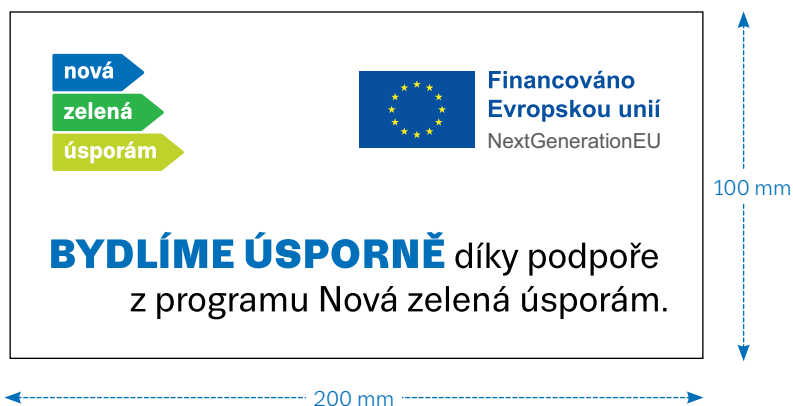 nová
zelená
úsporám
Financováno
Evropskou unií
NextGenerationEU
100 mm
BYDLÍME ÚSPORNĚ díky podpoře
z programu Nová zelená úsporám.
200 mm